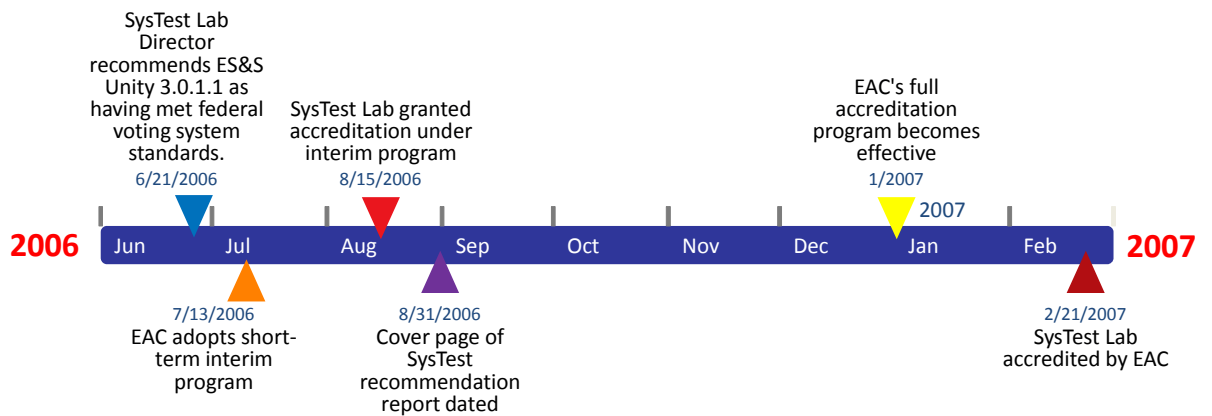 SysTest Lab
Director
recommends ES&S
Unity 3.0.1.1 as
having met federal
voting system
standards.
6/21/2006
SysTest Lab granted
accreditation under
interim program
8/15/2006
EAC's full
accreditation
program becomes
effective
1/2007
2007
2006
Jun
Jul
Aug
Sep
Oct
Nov
Dec
Jan
Feb
2007
7/13/2006
EAC adopts short-
term interim
program
8/31/2006
Cover page of
SysTest
recommendation
report dated
2/21/2007
SysTest Lab
accredited by EAC